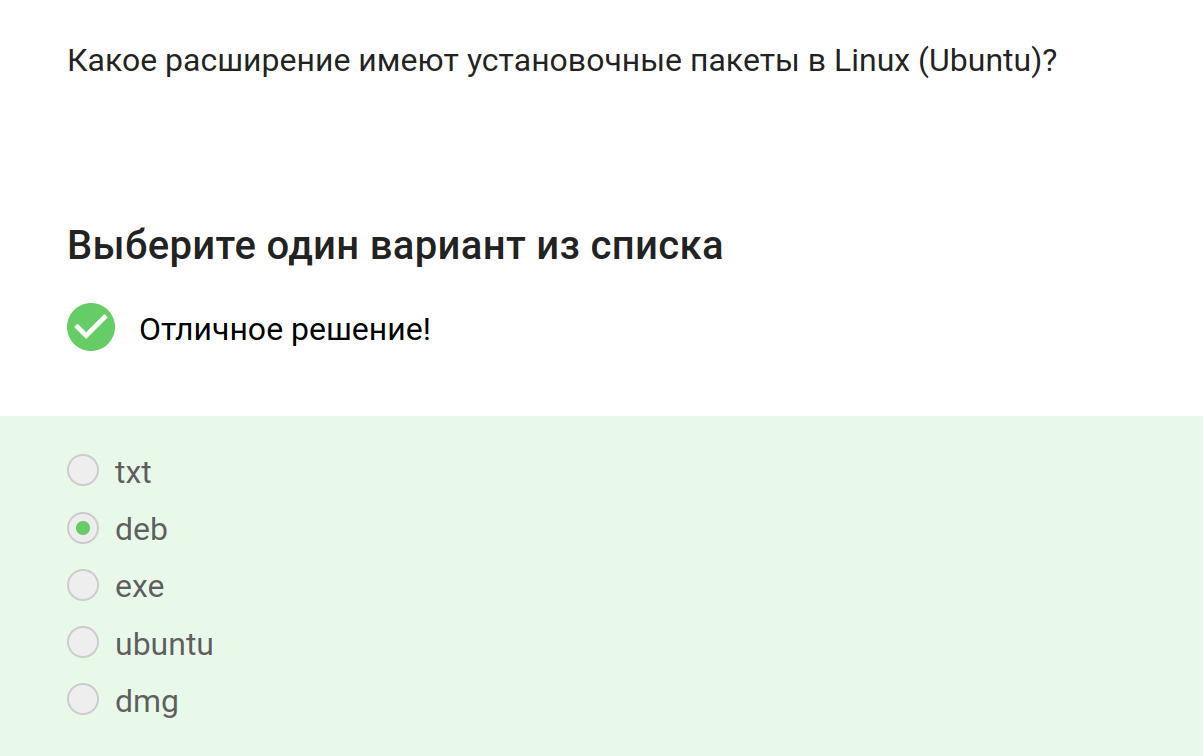 Какое расширение имеют установочные пакеты в Linux (Ubuntu)?
Выберите один вариант из списка
Отличное решение!
txt
deb
exe
ubuntu
dmg